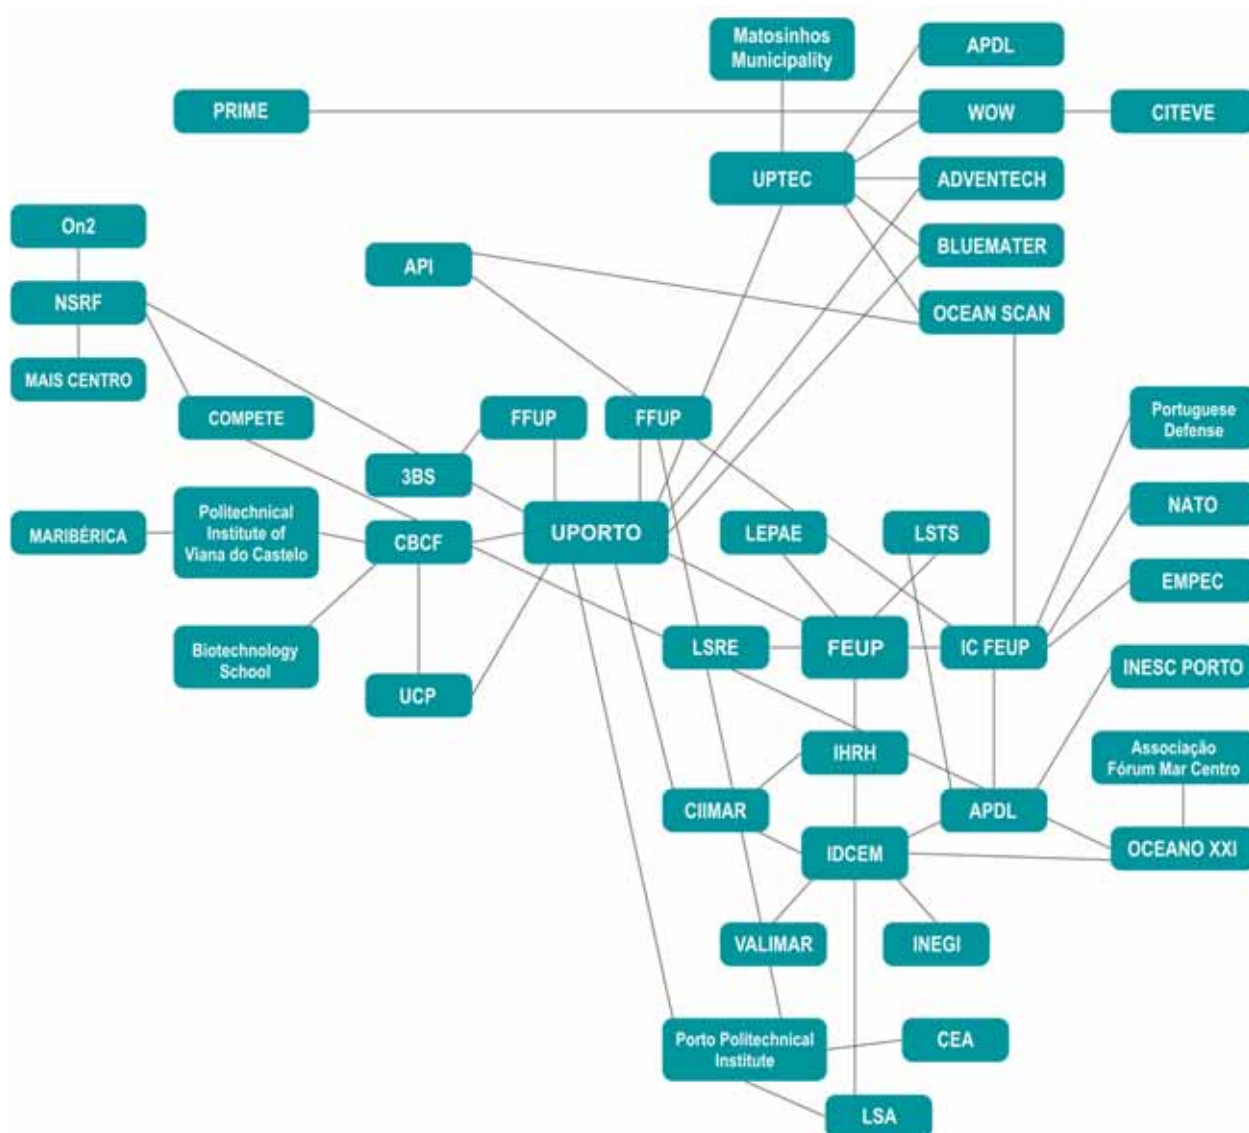 Matosinhos
Municipality
APDL
PRIME
WOW
CITEVE
UPTEC
ADVENTECH
On2
BLUEMATER
API
NSRF
OCEAN SCAN
MAIS CENTRO
COMPETE
FFUP
FFUP
Portuguese
Defense
3BS
MARIBÉRICA
Politechnical
Institute of
Viana do Castelo
CBCF
UPORTO
LEPAE
LSTS
NATO
EMPEC
Biotechnology
School
UCP
LSRE
FEUP
IC FEUP
INESC PORTO
IHRH
Associação
Fórum Mar Centro
CIIMAR
APDL
IDCEM
OCEANO XXI
VALIMAR
INEGI
Porto Politechnical
Institute
CEA
LSA